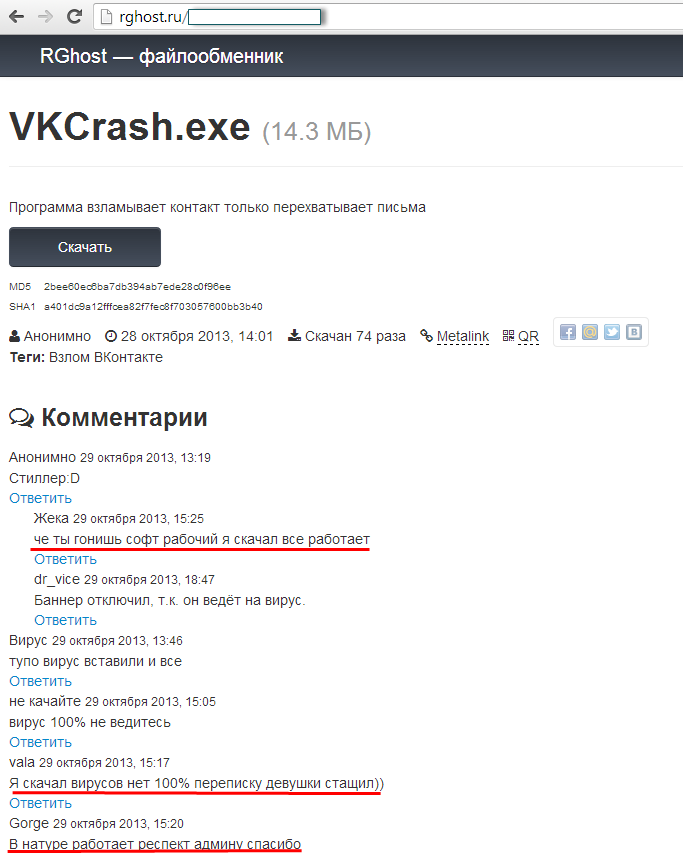 rghost.ru/
RGhost — файлообменник
VKCrash.exe (14.3 МБ)
Программа взламывает контакт только перехватывает письма
Скачать
MD5 2bee60ec6ba7db394ab7ede28c0f96ee
SHA1 a401dc9a12fffcea82f7fec8f703057600bb3b40
Анонимно 28 октября 2013, 14:01 Скачан 74 раза Metalink QR
Теги: Взлом ВКонтакте
Комментарии
Анонимно 29 октября 2013, 13:19
Стиллер:D
Ответить
Жека 29 октября 2013, 15:25
че ты гонишь софт рабочий я скачал все работает
Ответить
dr_vice 29 октября 2013, 18:47
Баннер отключил, т.к. он ведёт на вирус.
Ответить
Вирус 29 октября 2013, 13:46
тупо вирус вставили и все
Ответить
не качайте 29 октября 2013, 15:05
вирус 100% не ведитесь
Ответить
vala 29 октября 2013, 15:17
Я скачал вирусов нет 100% переписку девушки стащил))
Ответить
Gorge 29 октября 2013, 15:20
В натуре работает респект админу спасибо